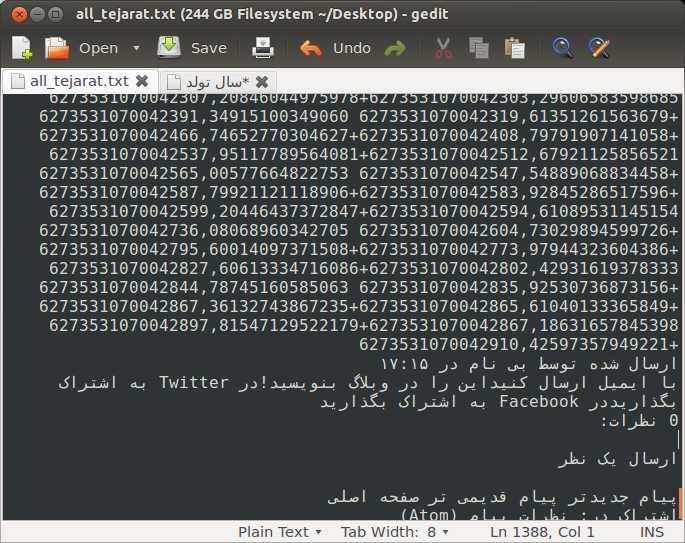 all_tejarat.txt (244 GB Filesystem ~/Desktop) - gedit
Open Save Undo
all_tejarat.txt
*سال تولد
6273531070042307,20846044975978+6273531070042303,29606583598685
6273531070042391,34915100349060 6273531070042319,61351261563679+
6273531070042466,74652770304627+6273531070042408,79791907141058+
6273531070042537,95117789564081+6273531070042512,67921125856521
6273531070042565,00577664822753 6273531070042547,54889068834458+
6273531070042587,79921121118906+6273531070042583,92845286517596+
6273531070042599,20446437372847+6273531070042594,61089531145154
6273531070042736,08068960342705 6273531070042604,73029894599726+
6273531070042795,60014097371508+6273531070042773,97944323604386+
6273531070042827,60613334716086+6273531070042802,42931619378333
6273531070042844,78745160585063 6273531070042835,92530736873156+
6273531070042867,36132743867235+6273531070042865,61040133365849+
6273531070042897,81547129522179+6273531070042867,18631657845398
6273531070042910,42597357949221+
ارسال شده توسط بی نام در ۱۷:۱۵
با ایمیل ارسال کنیداین را در وبلاگ بنویسید!در Twitter به اشتراک
بگذاریددر Facebook به اشتراک بگذارید
0 نظرات:
ارسال یک نظر
پیام جدیدتر پیام قدیمی تر صفحه اصلی
اشتراک در: نظرات پیام (Atom)
Plain Text Tab Width: 8 Ln 1388, Col 1 INS